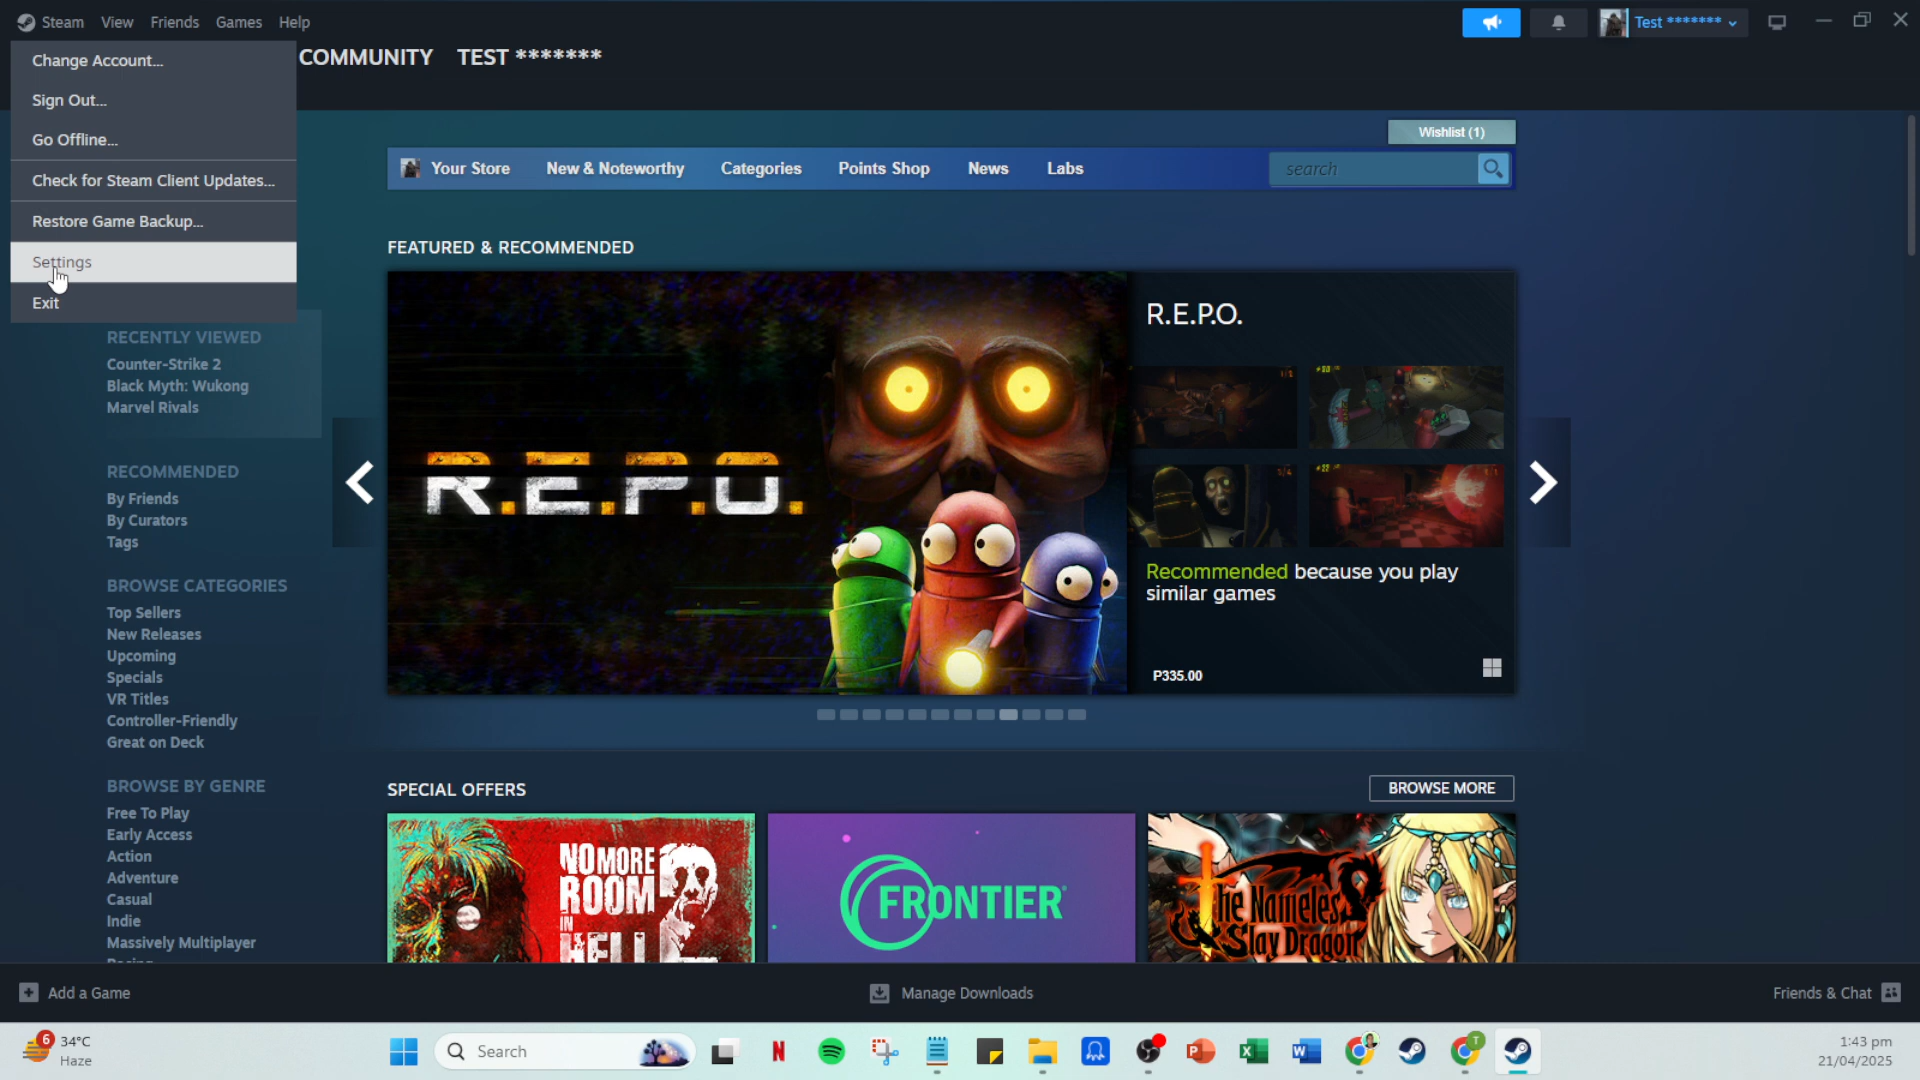 Steam View Friends Games Help
Test *******
COMMUNITY TEST *******
Change Account...
Sign Out...
Go Offline...
Check for Steam Client Updates...
Restore Game Backup...
Settings
Exit
Wishlist (1)
Your Store New & Noteworthy Categories Points Shop News Labs
search
FEATURED & RECOMMENDED
R.E.P.O.
R.E.P.O.
Recommended because you play
similar games
P335.00
RECENTLY VIEWED
Counter-Strike 2
Black Myth: Wukong
Marvel Rivals
RECOMMENDED
By Friends
By Curators
Tags
BROWSE CATEGORIES
Top Sellers
New Releases
Upcoming
Specials
VR Titles
Controller-Friendly
Great on Deck
BROWSE BY GENRE
Free To Play
Early Access
Action
Adventure
Casual
Indie
Massively Multiplayer
SPECIAL OFFERS
BROWSE MORE
NO MORE
ROOM
IN
HELL 2
FRONTIER
The Nameless
Slay Dragon
Add a Game
Manage Downloads
Friends & Chat
6
34°C
Haze
Search
1:43 pm
21/04/2025